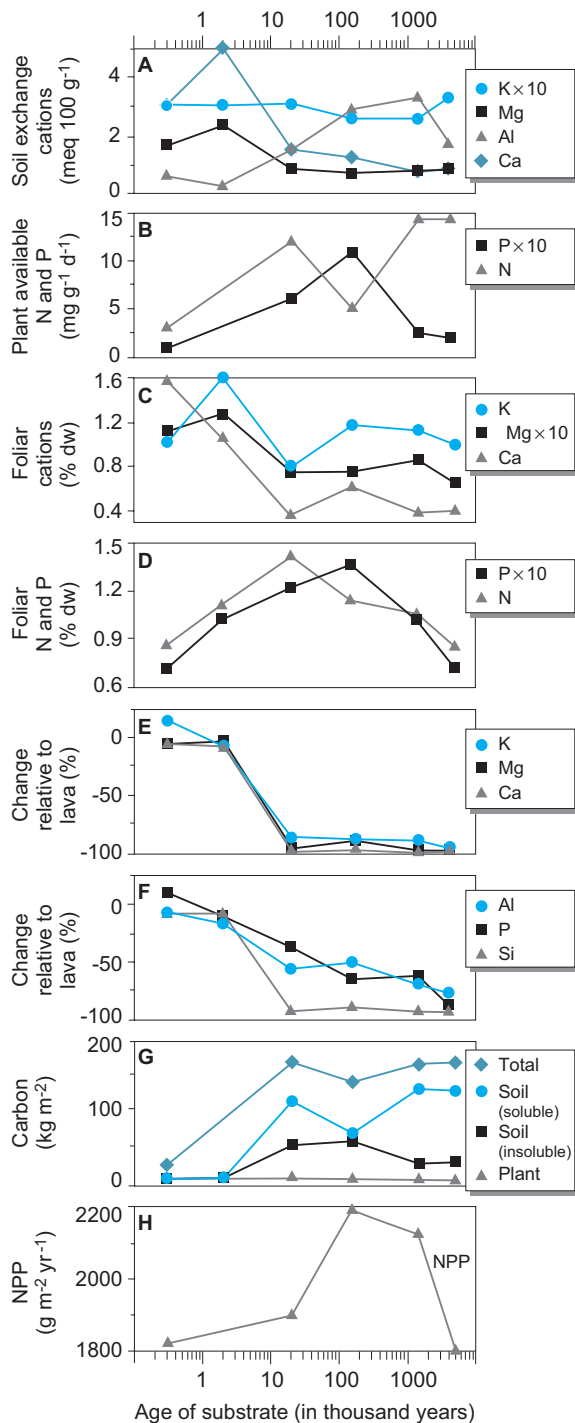 1 10 100 1000
A
Soil exchange
cations
(meq 100 g⁻¹)
4
2
0
K×10
Mg
Al
Ca
B
Plant available
N and P
(mg g⁻¹ d⁻¹)
15
10
5
0
P×10
N
C
Foliar
cations
(% dw)
1.6
1.2
0.8
0.4
K
Mg×10
Ca
D
Foliar
N and P
(% dw)
1.5
1.2
0.9
0.6
P×10
N
E
Change
relative to
lava (%)
0
-50
-100
K
Mg
Ca
F
Change
relative to
lava (%)
0
-50
-100
Al
P
Si
G
Carbon
(kg m⁻²)
200
100
0
Total
Soil
(soluble)
Soil
(insoluble)
Plant
H
NPP
(g m⁻² yr⁻¹)
2200
2000
1800
NPP
1 10 100 1000
Age of substrate (in thousand years)